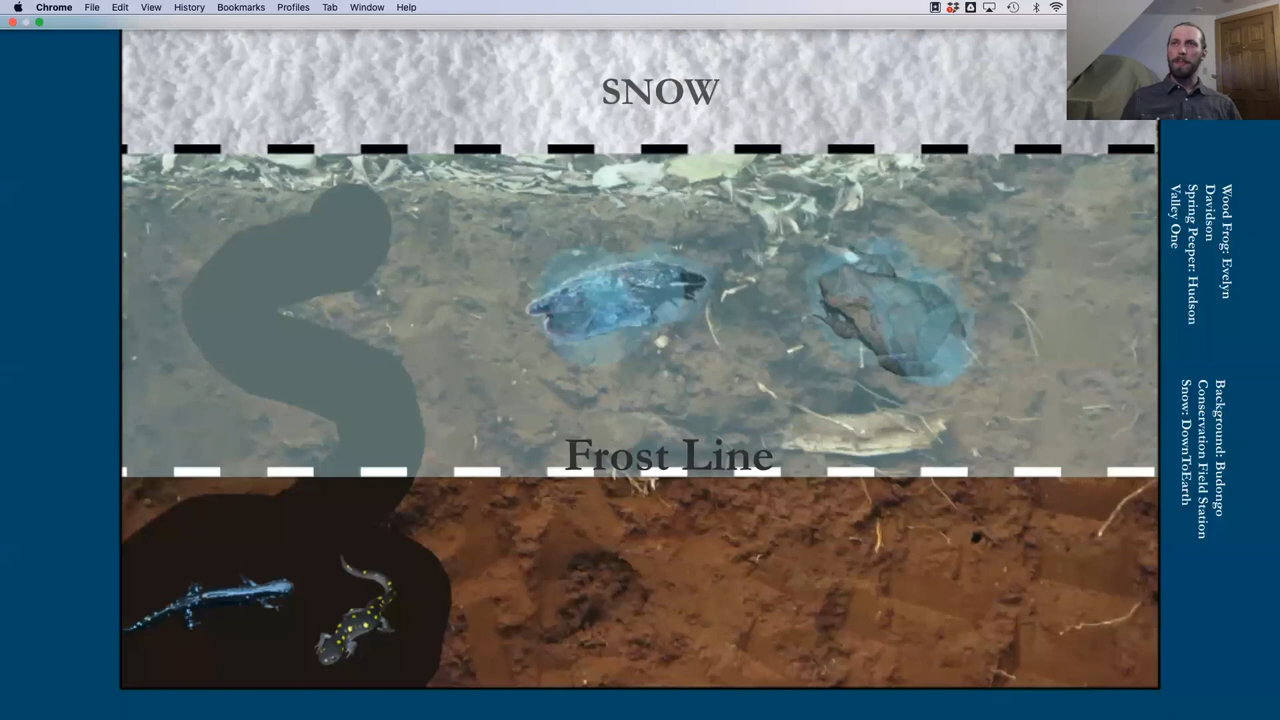 Chrome File Edit View History Bookmarks Profiles Tab Window Help
SNOW
Frost Line
Wood Frog: Evelyn
Davidson
Spring Peeper: Hudson
Valley One
Background: Budongo
Conservation Field Station
Snow: DownToEarth